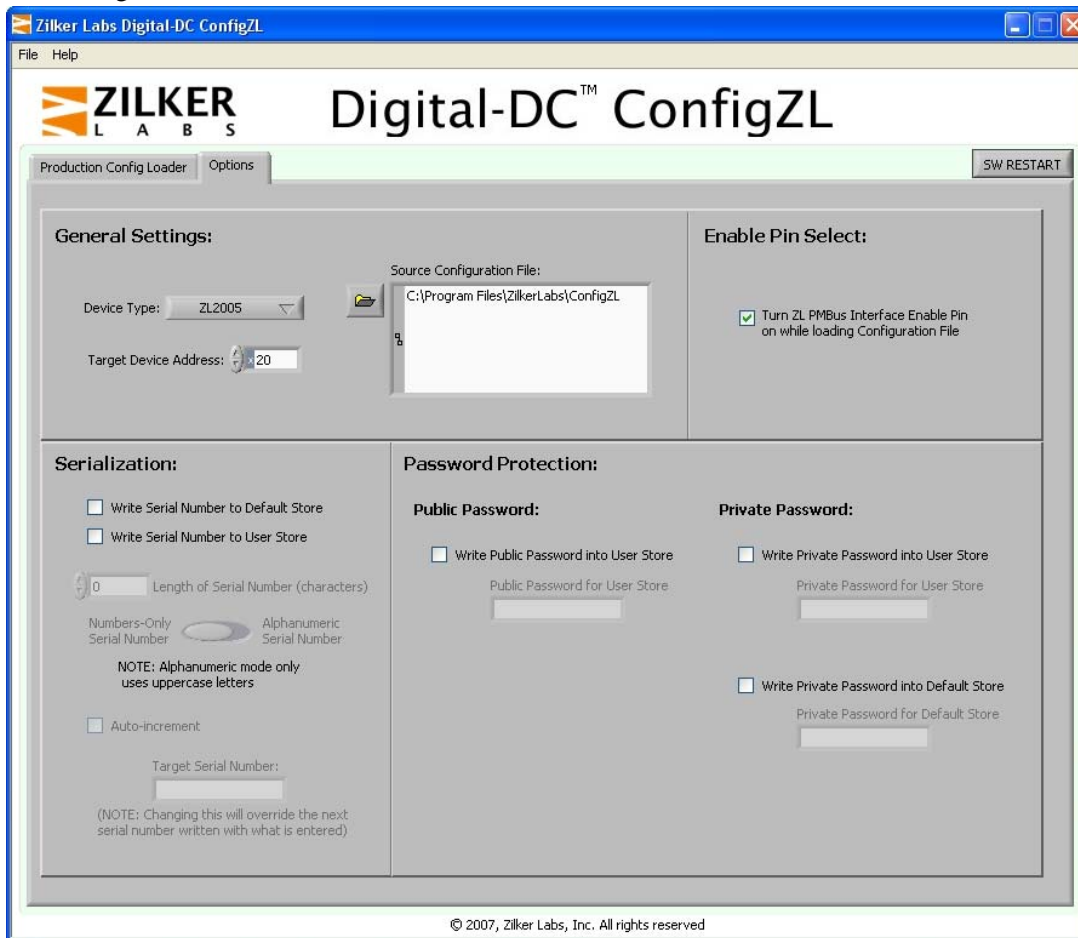 Zilker Labs Digital-DC ConfigZL
File Help
ZILKER
LABS
Digital-DC™ ConfigZL
Production Config Loader
Options
SW RESTART
General Settings:
Device Type: ZL2005
Target Device Address: x20
Source Configuration File:
C:\Program Files\ZilkerLabs\ConfigZL
Enable Pin Select:
Turn ZL PMBus Interface Enable Pin
on while loading Configuration File
Serialization:
Write Serial Number to Default Store
Write Serial Number to User Store
0 Length of Serial Number (characters)
Numbers-Only
Serial Number
Alphanumeric
Serial Number
NOTE: Alphanumeric mode only
uses uppercase letters
Auto-increment
Target Serial Number:
(NOTE: Changing this will override the next
serial number written with what is entered)
Password Protection:
Public Password:
Write Public Password into User Store
Public Password for User Store
Private Password:
Write Private Password into User Store
Private Password for User Store
Write Private Password into Default Store
Private Password for Default Store
© 2007, Zilker Labs, Inc. All rights reserved